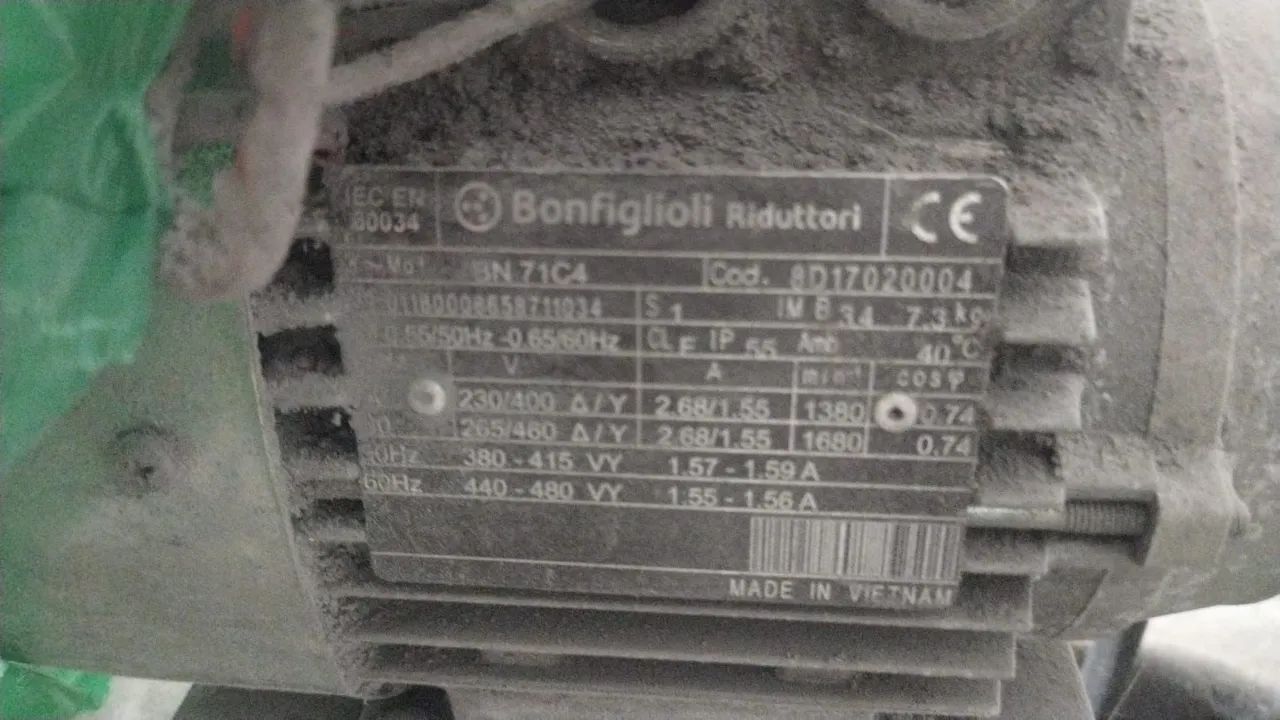 IEC EN
60034
Bonfiglioli Riduttori
CE
BN 71C4 Cod. 8D17020004
S 1 IM B 34 7.3 kg
0.55/50Hz -0.65/60Hz CL F IP 55 Amb 40 °C
V A min⁻¹ cosφ
230/400 Δ/Y 2.68/1.55 1380 0.74
265/460 Δ/Y 2.68/1.55 1680 0.74
380 - 415 VY 1.57 - 1.59 A
60Hz 440 - 480 VY 1.55 - 1.56 A
MADE IN VIETNAM